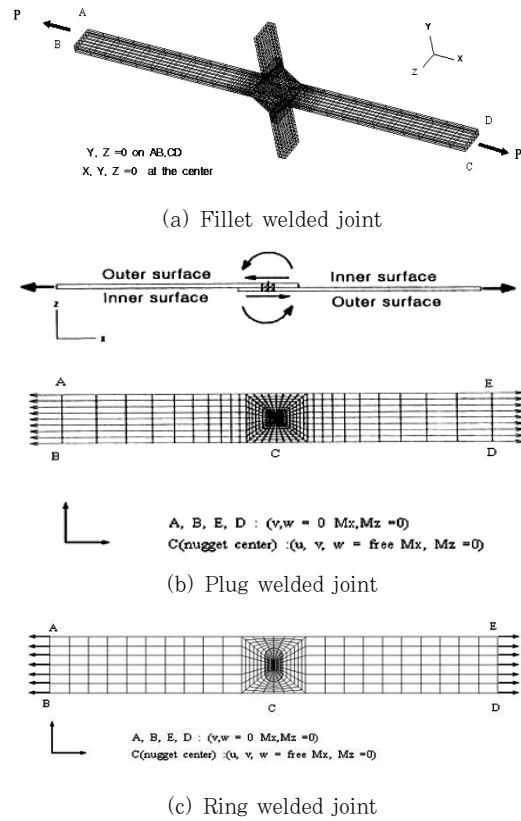 P
A
B
Y
X
Z
D
C
P
Y, Z =0 on AB,CD
X, Y, Z =0 at the center
(a) Fillet welded joint
Outer surface
Inner surface
Inner surface
Outer surface
z
x
A
E
B
C
D
A, B, E, D : (v,w = 0 Mx,Mz =0)
C(nugget center) :(u, v, w = free Mx, Mz =0)
(b) Plug welded joint
A
E
B
C
D
A, B, E, D : (v,w = 0 Mx,Mz =0)
C(nugget center) :(u, v, w = free Mx, Mz =0)
(c) Ring welded joint